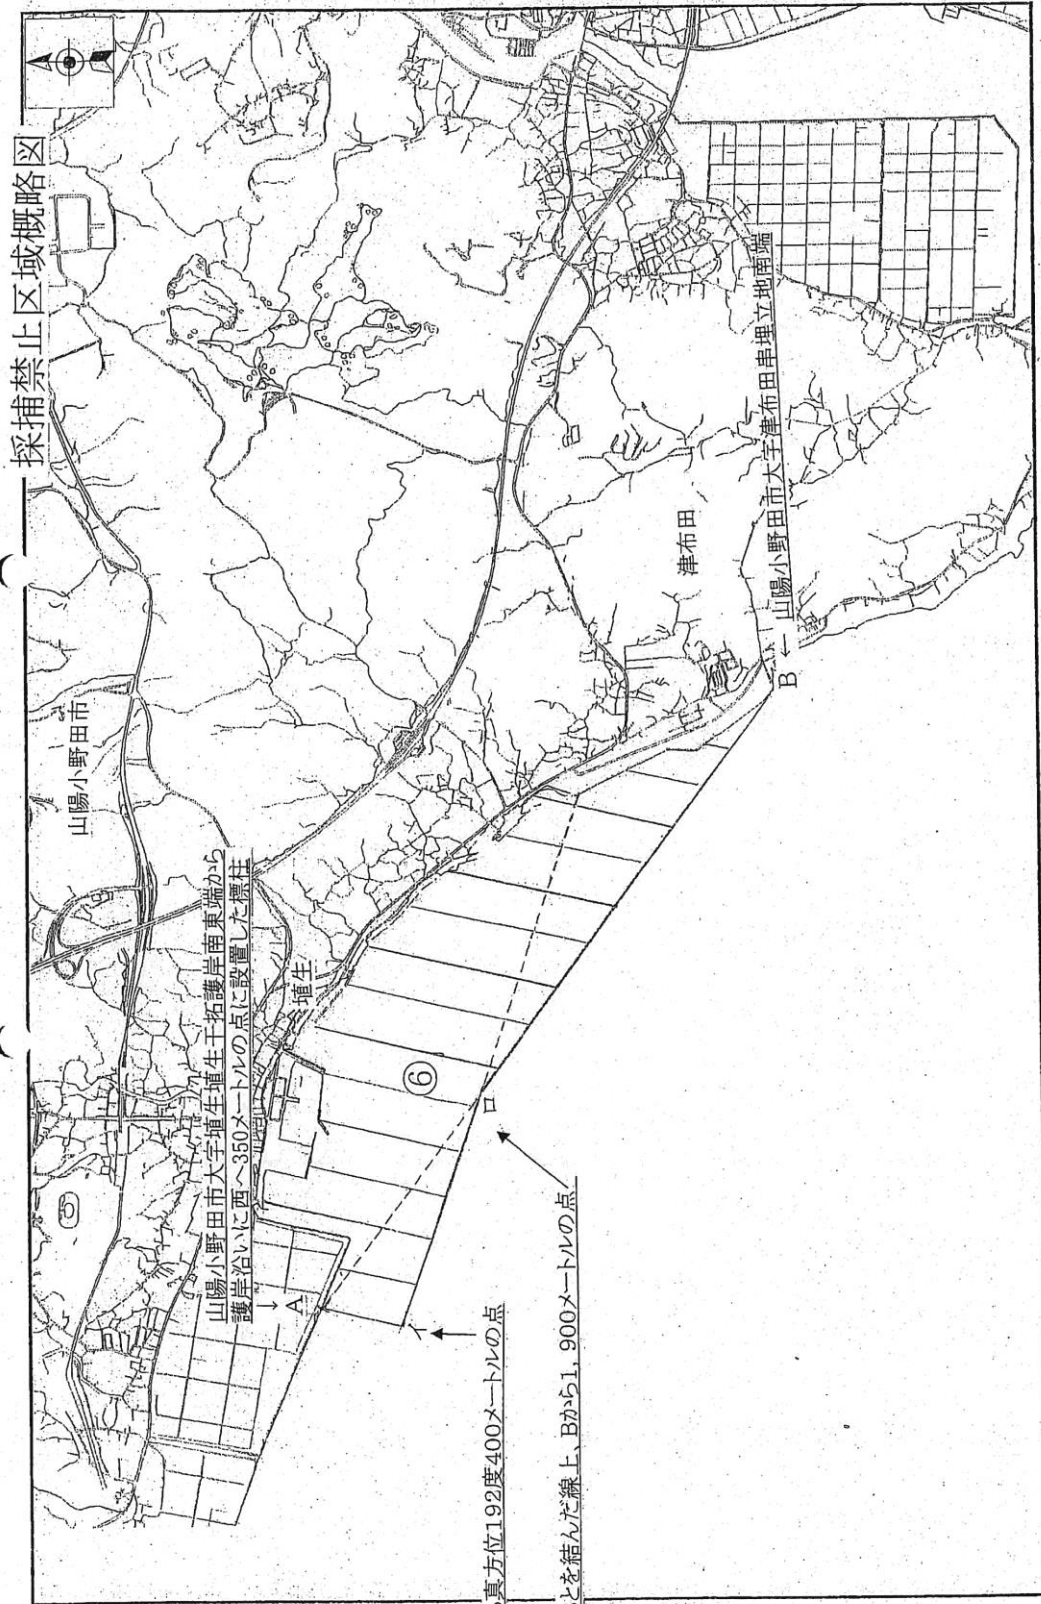 採捕禁止区域概略図
山陽小野田市
山陽小野田市大字埴生埴生干拓護岸南東端から
護岸沿いに西へ350メートルの点に設置した標柱
A
埴生
⑥
津布田
山陽小野田市大字津布田串埋立地南端
B
イ
ロ
真方位192度400メートルの点
とを結んだ線上、Bから1,900メートルの点